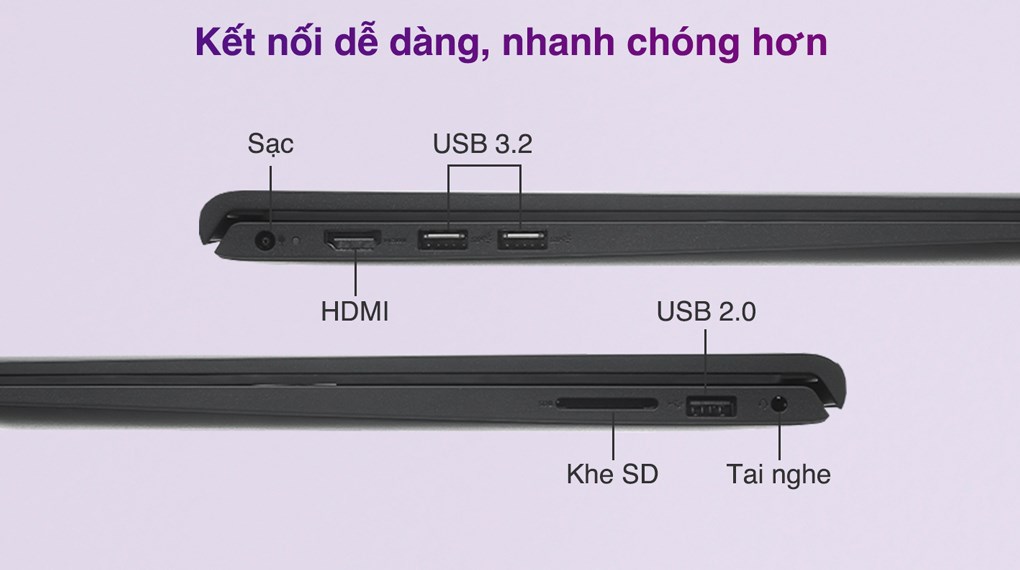 Kết nối dễ dàng, nhanh chóng hơn
Sạc
USB 3.2
HDMI
USB 2.0
Khe SD
Tai nghe